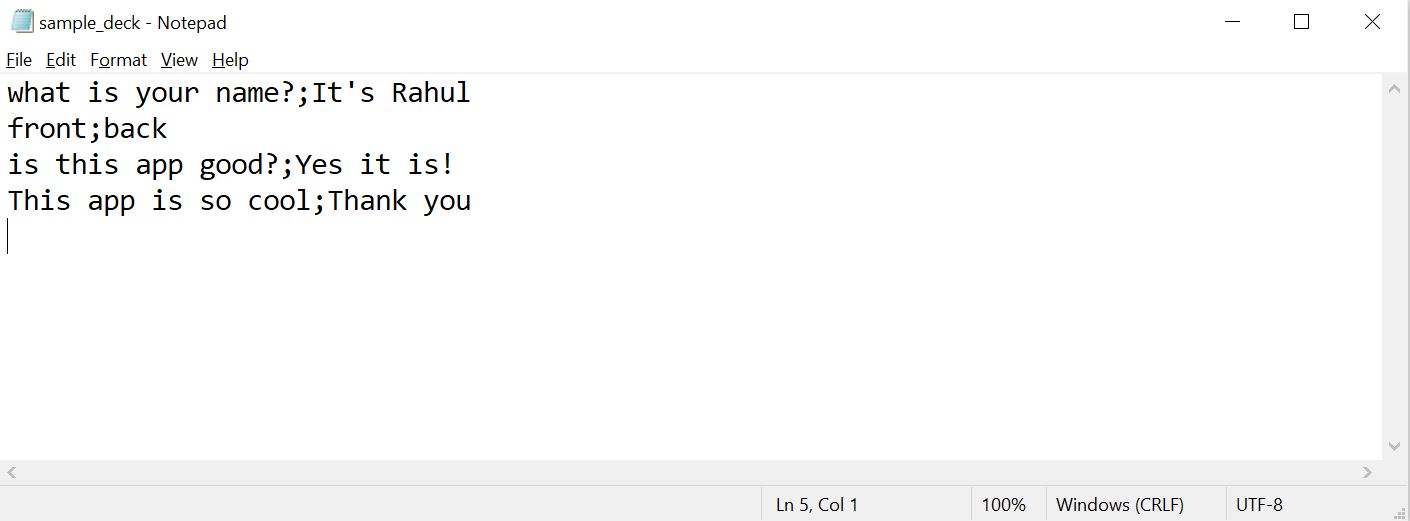 sample_deck - Notepad
File Edit Format View Help
what is your name?;It's Rahul
front;back
is this app good?;Yes it is!
This app is so cool;Thank you
Ln 5, Col 1 100% Windows (CRLF) UTF-8